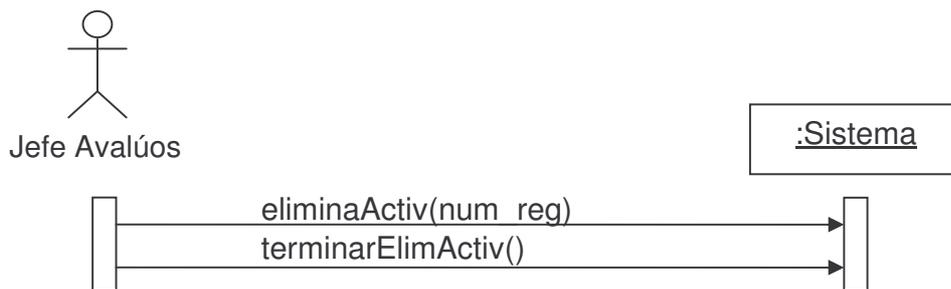 Jefe Avalúos
:Sistema
eliminaActiv(num_reg)
terminarElimActiv()